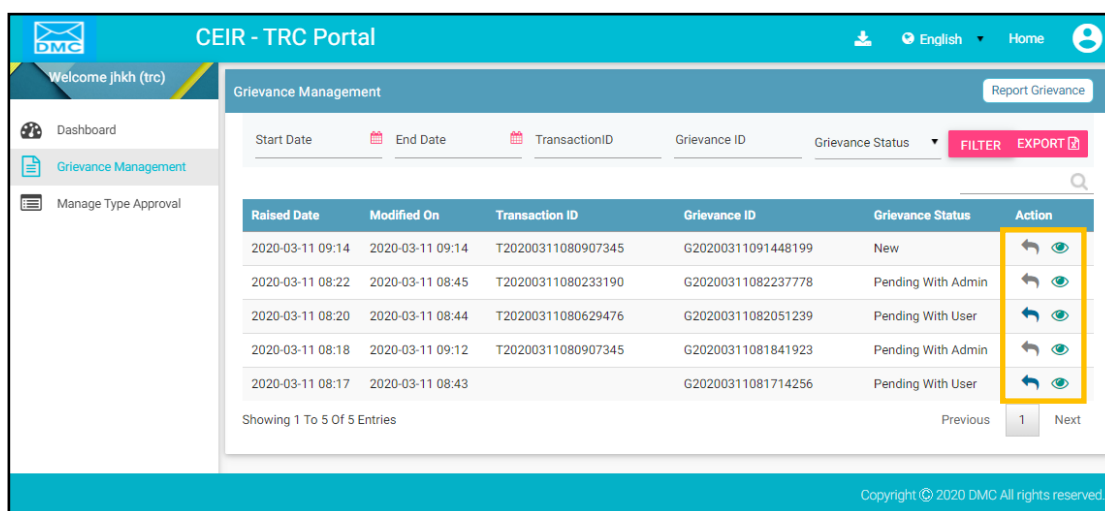 DMC
CEIR - TRC Portal
English
Home
Welcome jhkh (trc)
Grievance Management
Report Grievance
Dashboard
Grievance Management
Manage Type Approval
Start Date
End Date
TransactionID
Grievance ID
Grievance Status
FILTER
EXPORT
Raised Date Modified On Transaction ID Grievance ID Grievance Status Action
2020-03-11 09:14 2020-03-11 09:14 T20200311080907345 G20200311091448199 New
2020-03-11 08:22 2020-03-11 08:45 T20200311080233190 G20200311082237778 Pending With Admin
2020-03-11 08:20 2020-03-11 08:44 T20200311080629476 G20200311082051239 Pending With User
2020-03-11 08:18 2020-03-11 09:12 T20200311080907345 G20200311081841923 Pending With Admin
2020-03-11 08:17 2020-03-11 08:43 G20200311081714256 Pending With User
Showing 1 To 5 Of 5 Entries
Previous 1 Next
Copyright © 2020 DMC All rights reserved.